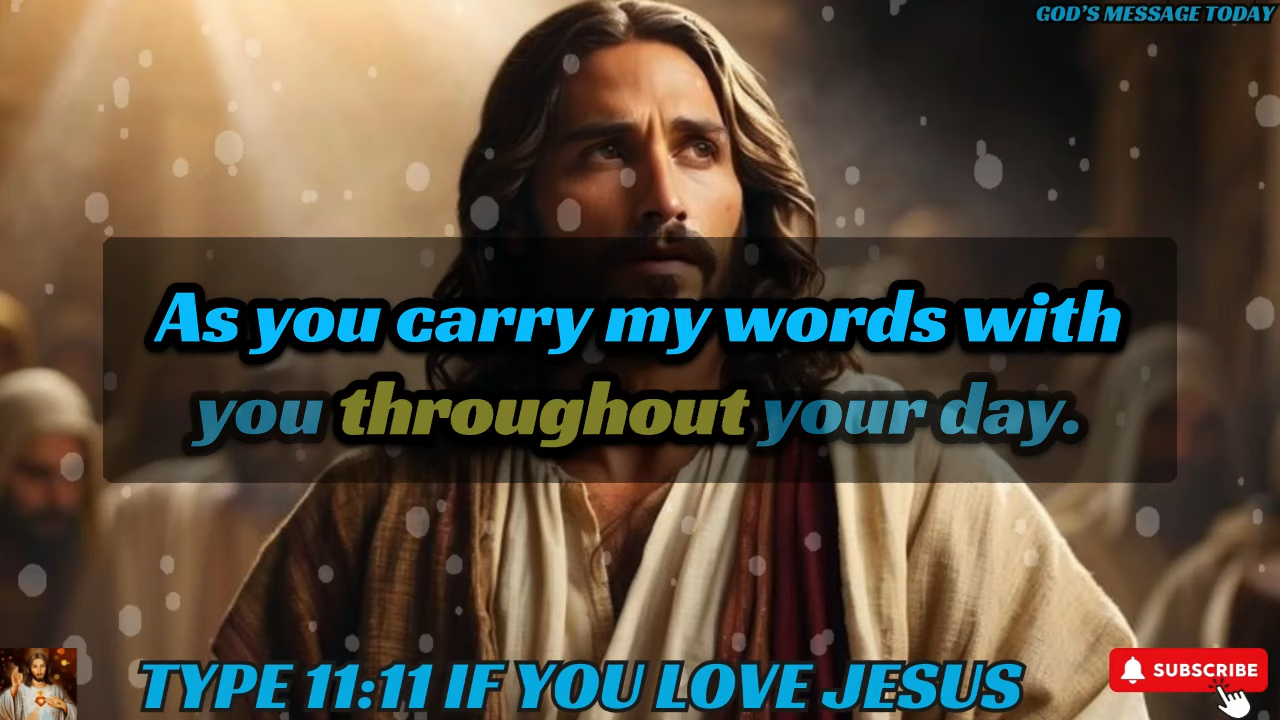 GOD'S MESSAGE TODAY
As you carry my words with
you throughout your day.
TYPE 11:11 IF YOU LOVE JESUS
SUBSCRIBE